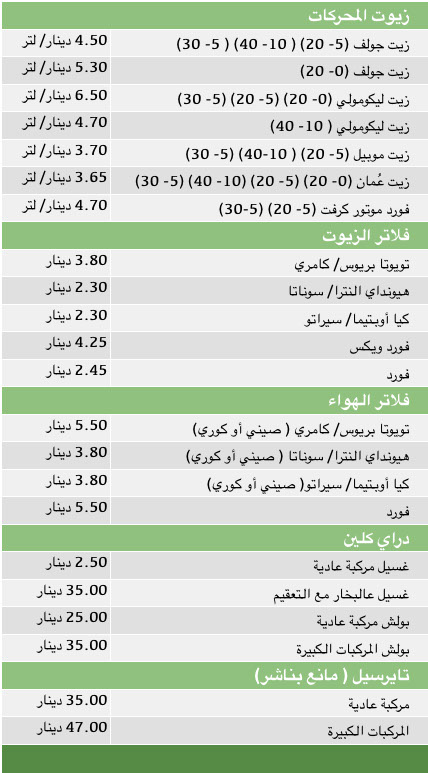 زيوت المحركات
زيت جولف (5- 20) ( 10- 40) ( 5- 30) 4.50 دينار/ لتر
زيت جولف (0- 20) 5.30 دينار/ لتر
زيت ليكومولي (0- 20) (5- 20) (5- 30) 6.50 دينار/ لتر
زيت ليكومولي ( 10- 40) 4.70 دينار/ لتر
زيت موبيل (5- 20) ( 10-40) (5- 30) 3.70 دينار/ لتر
زيت عُمان (0- 20) (5- 20) (10- 40) (5- 30) 3.65 دينار/ لتر
فورد موتور كرفت (5- 20) (5-30) 4.70 دينار/ لتر
فلاتر الزيوت
تويوتا بريوس/ كامري 3.80 دينار
هيونداي النترا/ سوناتا 2.30 دينار
كيا أوبتيما/ سيراتو 2.30 دينار
فورد ويكس 4.25 دينار
فورد 2.45 دينار
فلاتر الهواء
تويوتا بريوس/ كامري ( صيني أو كوري) 5.50 دينار
هيونداي النترا/ سوناتا ( صيني أو كوري) 3.80 دينار
كيا أوبتيما/ سيراتو( صيني أو كوري) 3.80 دينار
فورد 5.50 دينار
دراي كلين
غسيل مركبة عادية 2.50 دينار
غسيل عالبخار مع التعقيم 35.00 دينار
بولش مركبة عادية 25.00 دينار
بولش المركبات الكبيرة 35.00 دينار
تايرسيل ( مانع بناشر)
مركبة عادية 35.00 دينار
المركبات الكبيرة 47.00 دينار